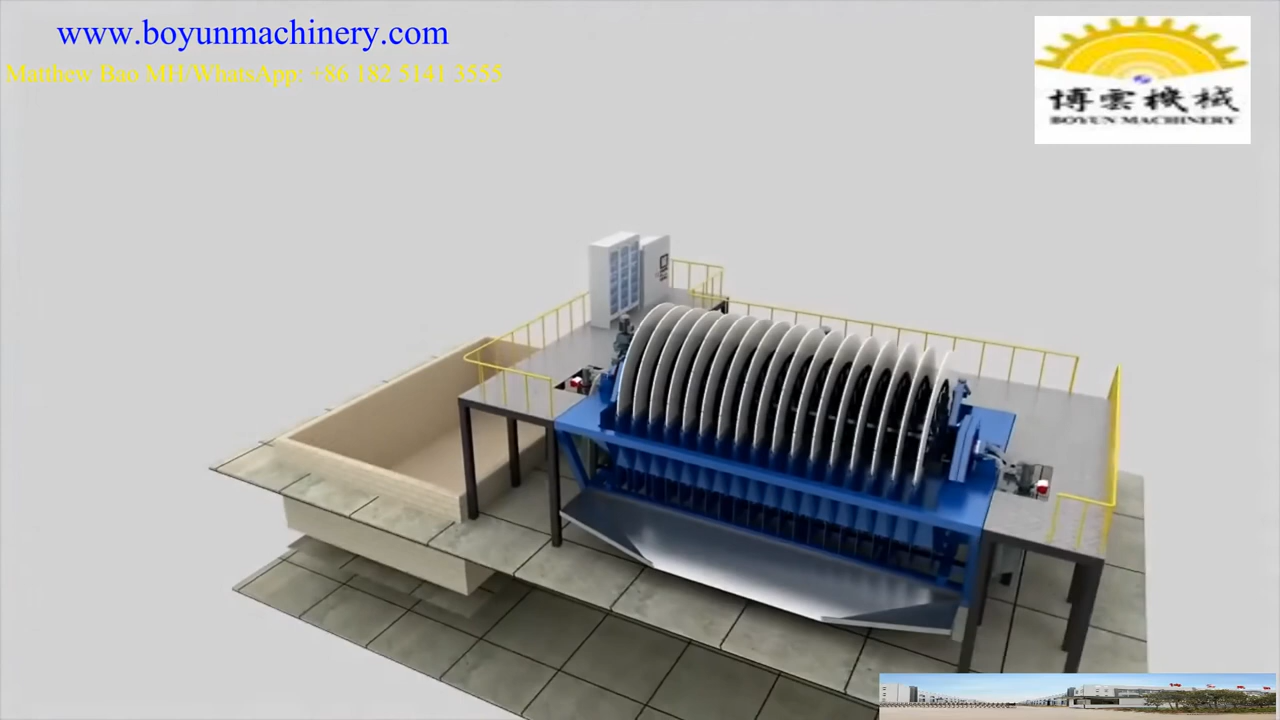 www.boyunmachinery.com
Matthew Bao MH/WhatsApp: +86 182 5141 3555
博雲機械
BOYUN MACHINERY